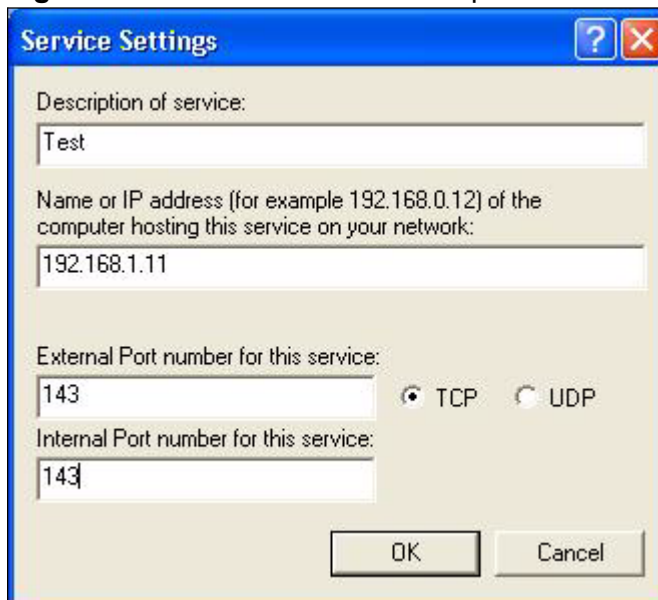 Service Settings
Description of service:
Test
Name or IP address (for example 192.168.0.12) of the
computer hosting this service on your network:
192.168.1.11
External Port number for this service:
143 TCP UDP
Internal Port number for this service:
143
OK Cancel